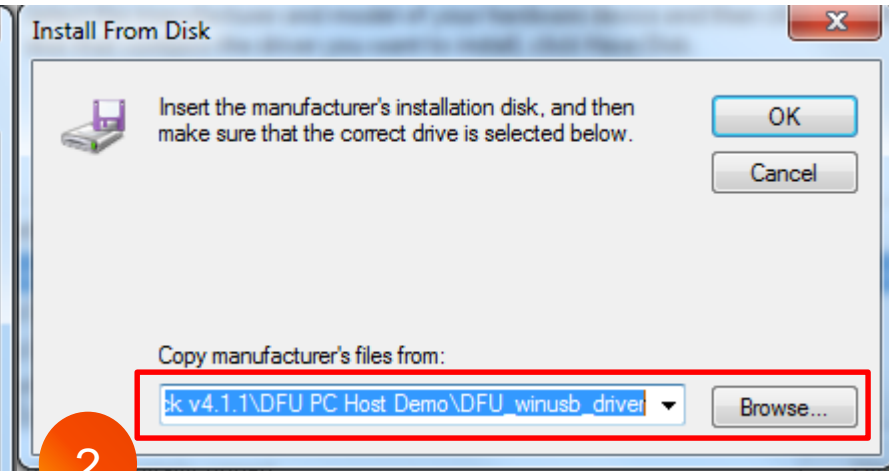 Install From Disk
Insert the manufacturer's installation disk, and then
make sure that the correct drive is selected below.
OK
Cancel
Copy manufacturer's files from:
v4.1.1\DFU PC Host Demo\DFU_winusb_driver
Browse...
2